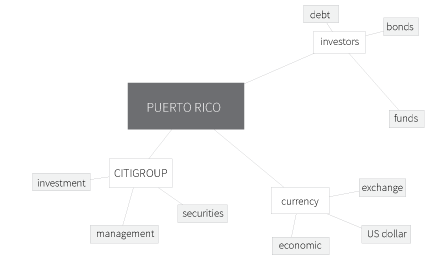 debt
bonds
investors
PUERTO RICO
funds
CITIGROUP
investment
exchange
currency
securities
management
US dollar
economic